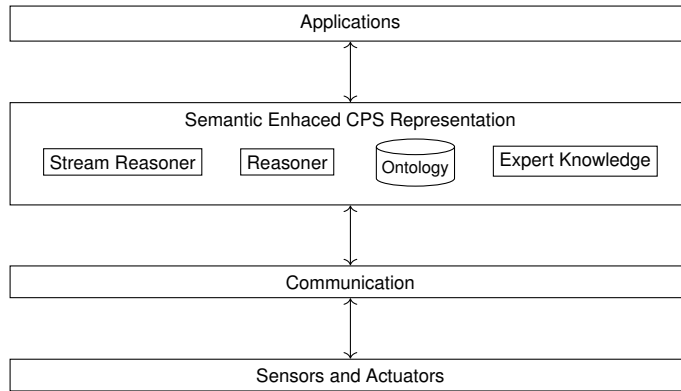 Applications
Semantic Enhaced CPS Representation
Stream Reasoner
Reasoner
Ontology
Expert Knowledge
Communication
Sensors and Actuators